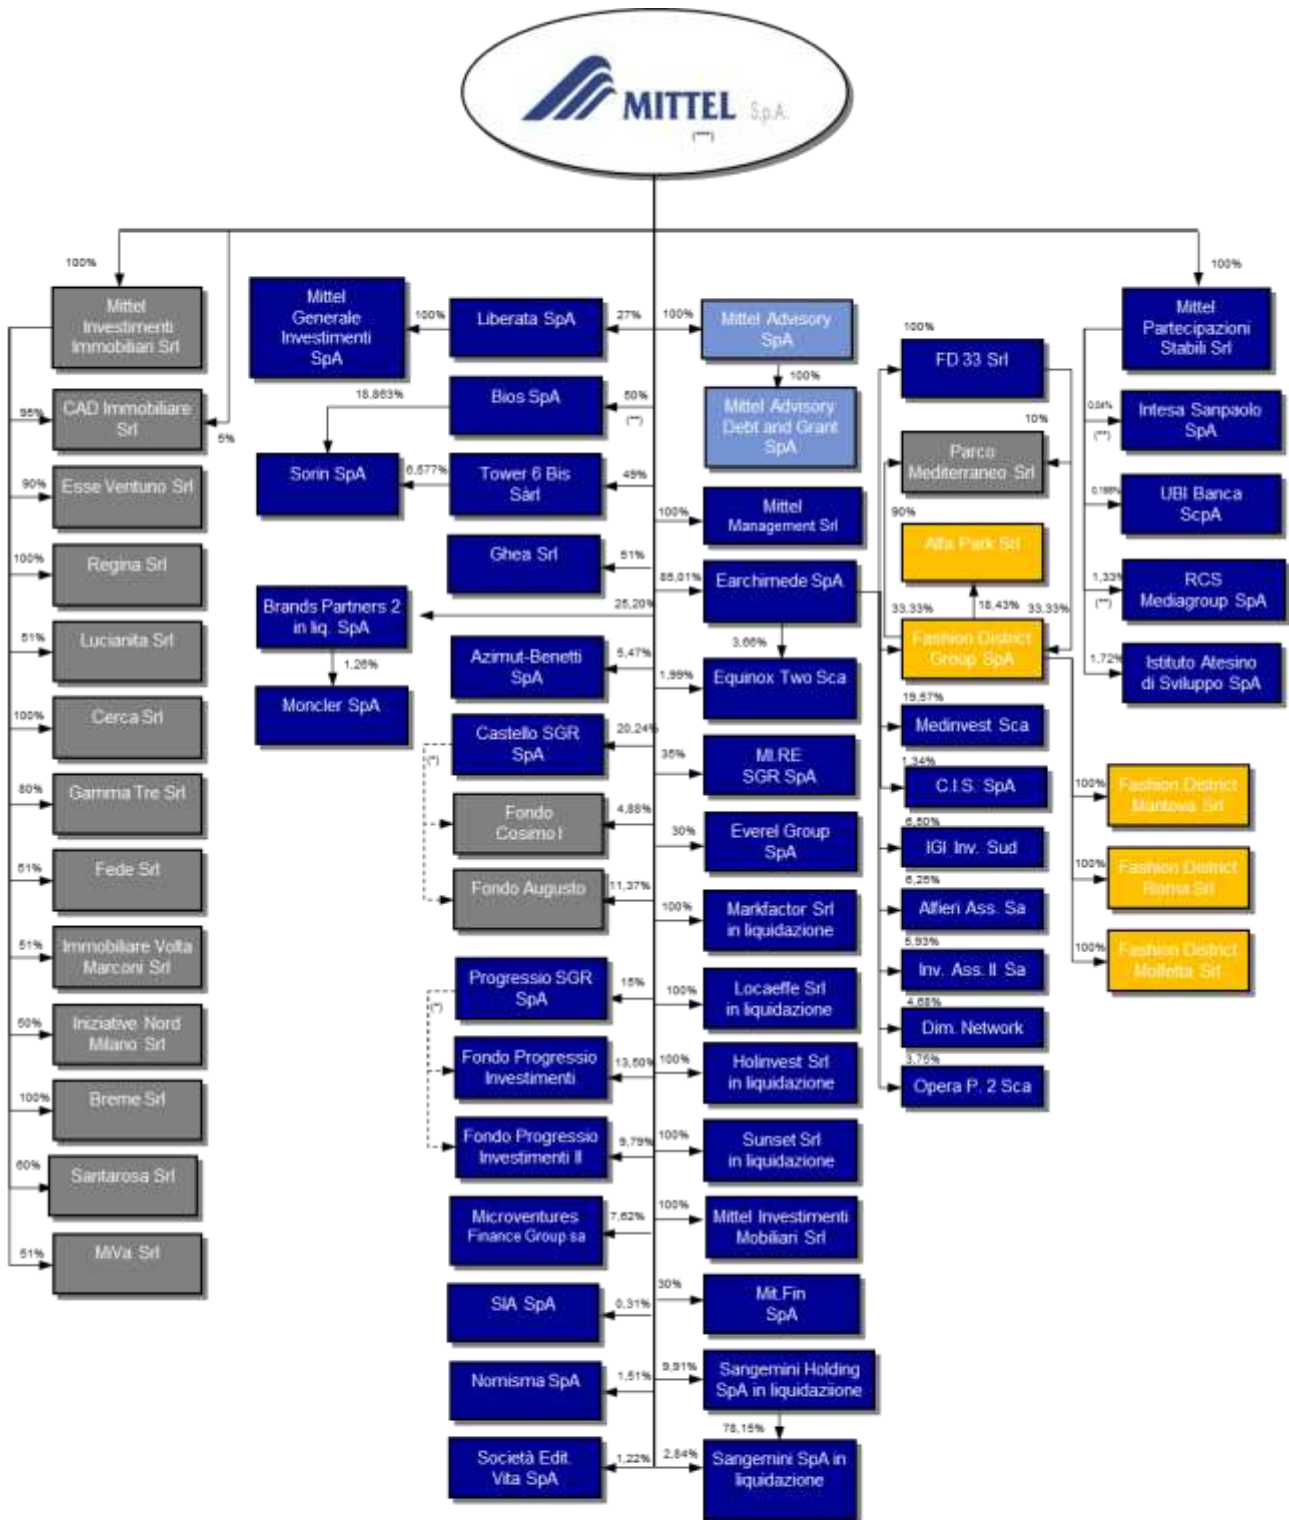 MITTEL S.p.A.
(***)
100%
Mittel
Investimenti
Immobiliari Srl
95%
CAD Immobiliare
Srl
5%
90%
Esse Ventuno Srl
100%
Regina Srl
51%
Lucianita Srl
100%
Cerca Srl
80%
Gamma Tre Srl
51%
Fede Srl
51%
Immobiliare Volta
Marconi Srl
50%
Iniziative Nord
Milano Srl
100%
Breme Srl
60%
Santarosa Srl
51%
MiVa Srl
Mittel
Generale
Investimenti
SpA
100%
Liberata SpA
27%
18,863%
Bios SpA
50%
(**)
Sorin SpA
6,577%
Tower 6 Bis
Sàrl
49%
Ghea Srl
51%
Brands Partners 2
in liq. SpA
25,20%
1,26%
Moncler SpA
Azimut-Benetti
SpA
5,47%
Castello SGR
SpA
20,24%
(*)
Fondo
Cosimo I
4,88%
Fondo Augusto
11,37%
Progressio SGR
SpA
15%
(*)
Fondo Progressio
Investimenti
13,50%
Fondo Progressio
Investimenti II
9,79%
Microventures
Finance Group sa
7,62%
SIA SpA
0,31%
Nomisma SpA
1,51%
Società Edit.
Vita SpA
1,22%
100%
Mittel Advisory
SpA
100%
Mittel Advisory
Debt and Grant
SpA
100%
Mittel
Management Srl
85,01%
Earchimede SpA
3,66%
1,99%
Equinox Two Sca
35%
MI.RE
SGR SpA
30%
Everel Group
SpA
100%
Markfactor Srl
in liquidazione
100%
Locaeffe Srl
in liquidazione
100%
Holinvest Srl
in liquidazione
100%
Sunset Srl
in liquidazione
100%
Mittel Investimenti
Mobiliari Srl
30%
Mit.Fin
SpA
9,91%
Sangemini Holding
SpA in liquidaziione
78,15%
2,84%
Sangemini SpA in
liquidazione
100%
FD 33 Srl
10%
Parco
Mediterraneo Srl
90%
Alfa Park Srl
33,33%
18,43%
33,33%
Fashion District
Group SpA
19,57%
Medinvest Sca
1,34%
C.I.S. SpA
6,50%
IGI Inv. Sud
6,25%
Alfieri Ass. Sa
5,93%
Inv. Ass. II Sa
4,68%
Dim. Network
3,75%
Opera P. 2 Sca
100%
Mittel
Partecipazioni
Stabili Srl
(**)
Intesa Sanpaolo
SpA
UBI Banca
ScpA
1,33%
(**)
RCS
Mediagroup SpA
1,72%
Istituto Atesino
di Sviluppo SpA
100%
Fashion District
Mantova Srl
100%
Fashion District
Roma Srl
100%
Fashion District
Molfetta Srl